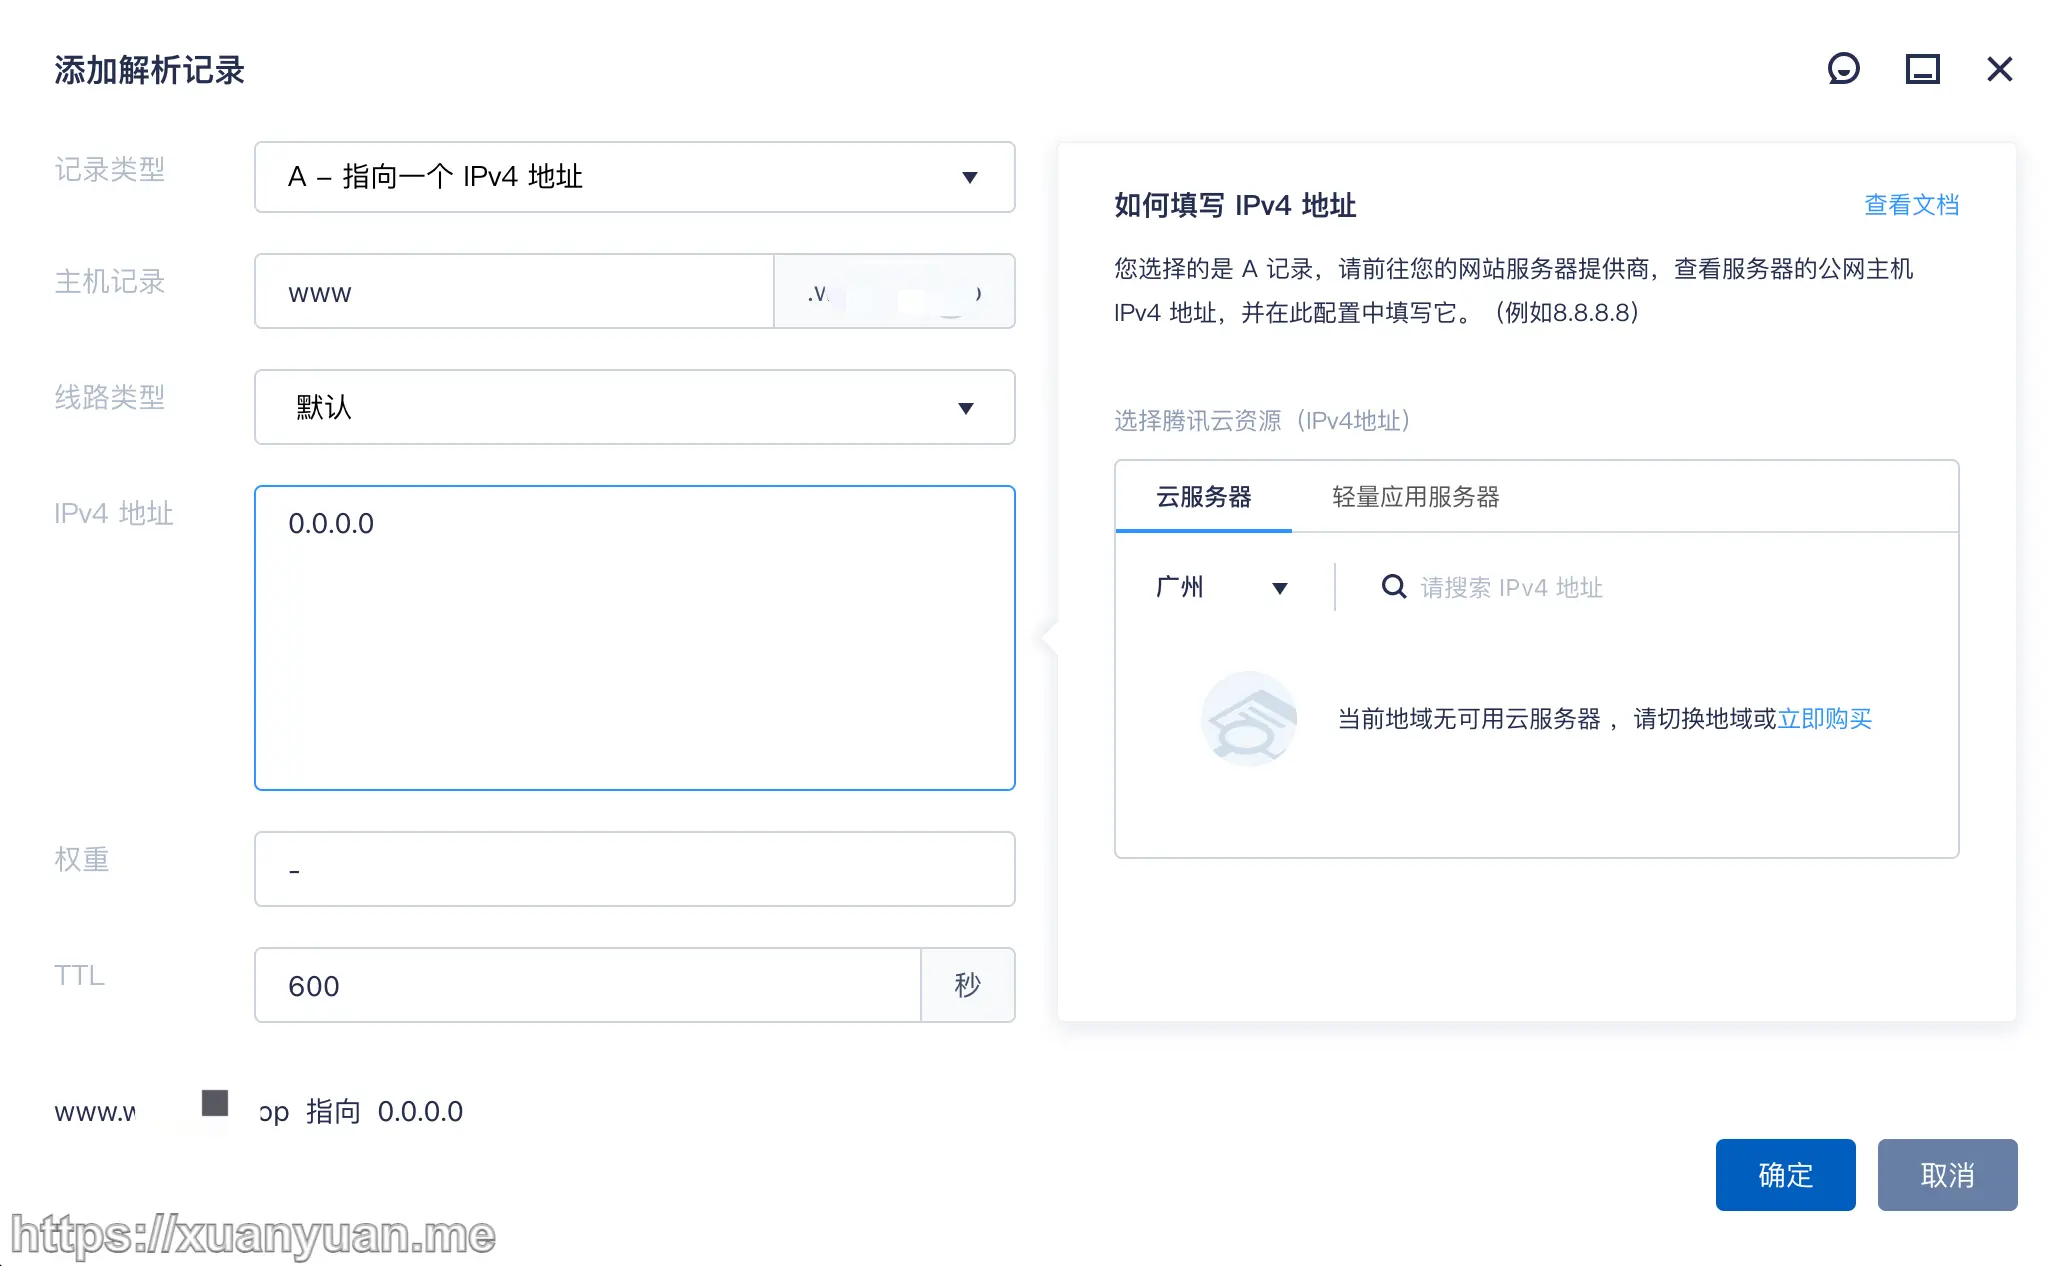 添加解析记录
记录类型
A – 指向一个 IPv4 地址
主机记录
www
线路类型
默认
IPv4 地址
0.0.0.0
权重
-
TTL
600
秒
指向 0.0.0.0
如何填写 IPv4 地址
查看文档
您选择的是 A 记录，请前往您的网站服务器提供商，查看服务器的公网主机
IPv4 地址，并在此配置中填写它。（例如8.8.8.8）
选择腾讯云资源（IPv4地址）
云服务器
轻量应用服务器
广州
请搜索 IPv4 地址
当前地域无可用云服务器 ，请切换地域或立即购买
确定
取消
https://xuanyuan.me